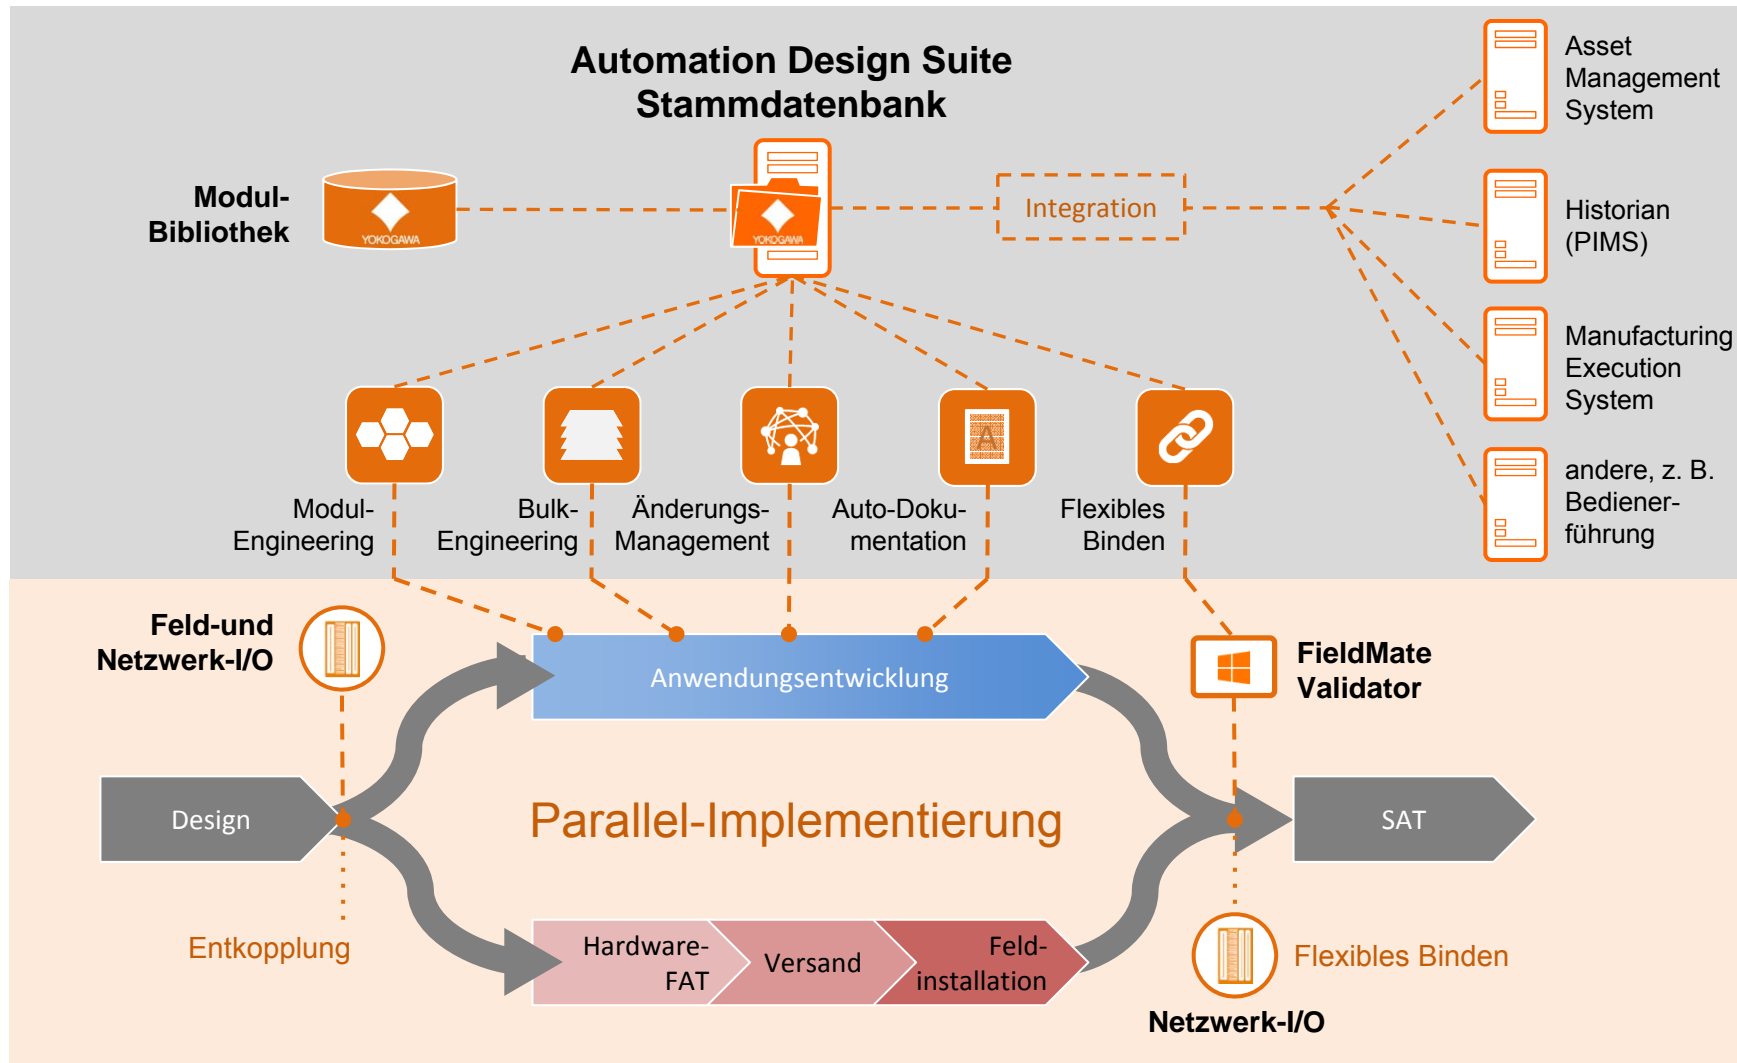 Automation Design Suite
Stammdatenbank
Modul-
Bibliothek
YOKOGAWA
YOKOGAWA
Integration
Asset
Management
System
Historian
(PIMS)
Manufacturing
Execution
System
andere, z. B.
Bediener-
führung
Modul-
Engineering
Bulk-
Engineering
Änderungs-
Management
A
Auto-Doku-
mentation
Flexibles
Binden
Feld-und
Netzwerk-I/O
Anwendungsentwicklung
FieldMate
Validator
Design
Parallel-Implementierung
SAT
Entkopplung
Hardware-
FAT
Versand
Feld-
installation
Flexibles Binden
Netzwerk-I/O